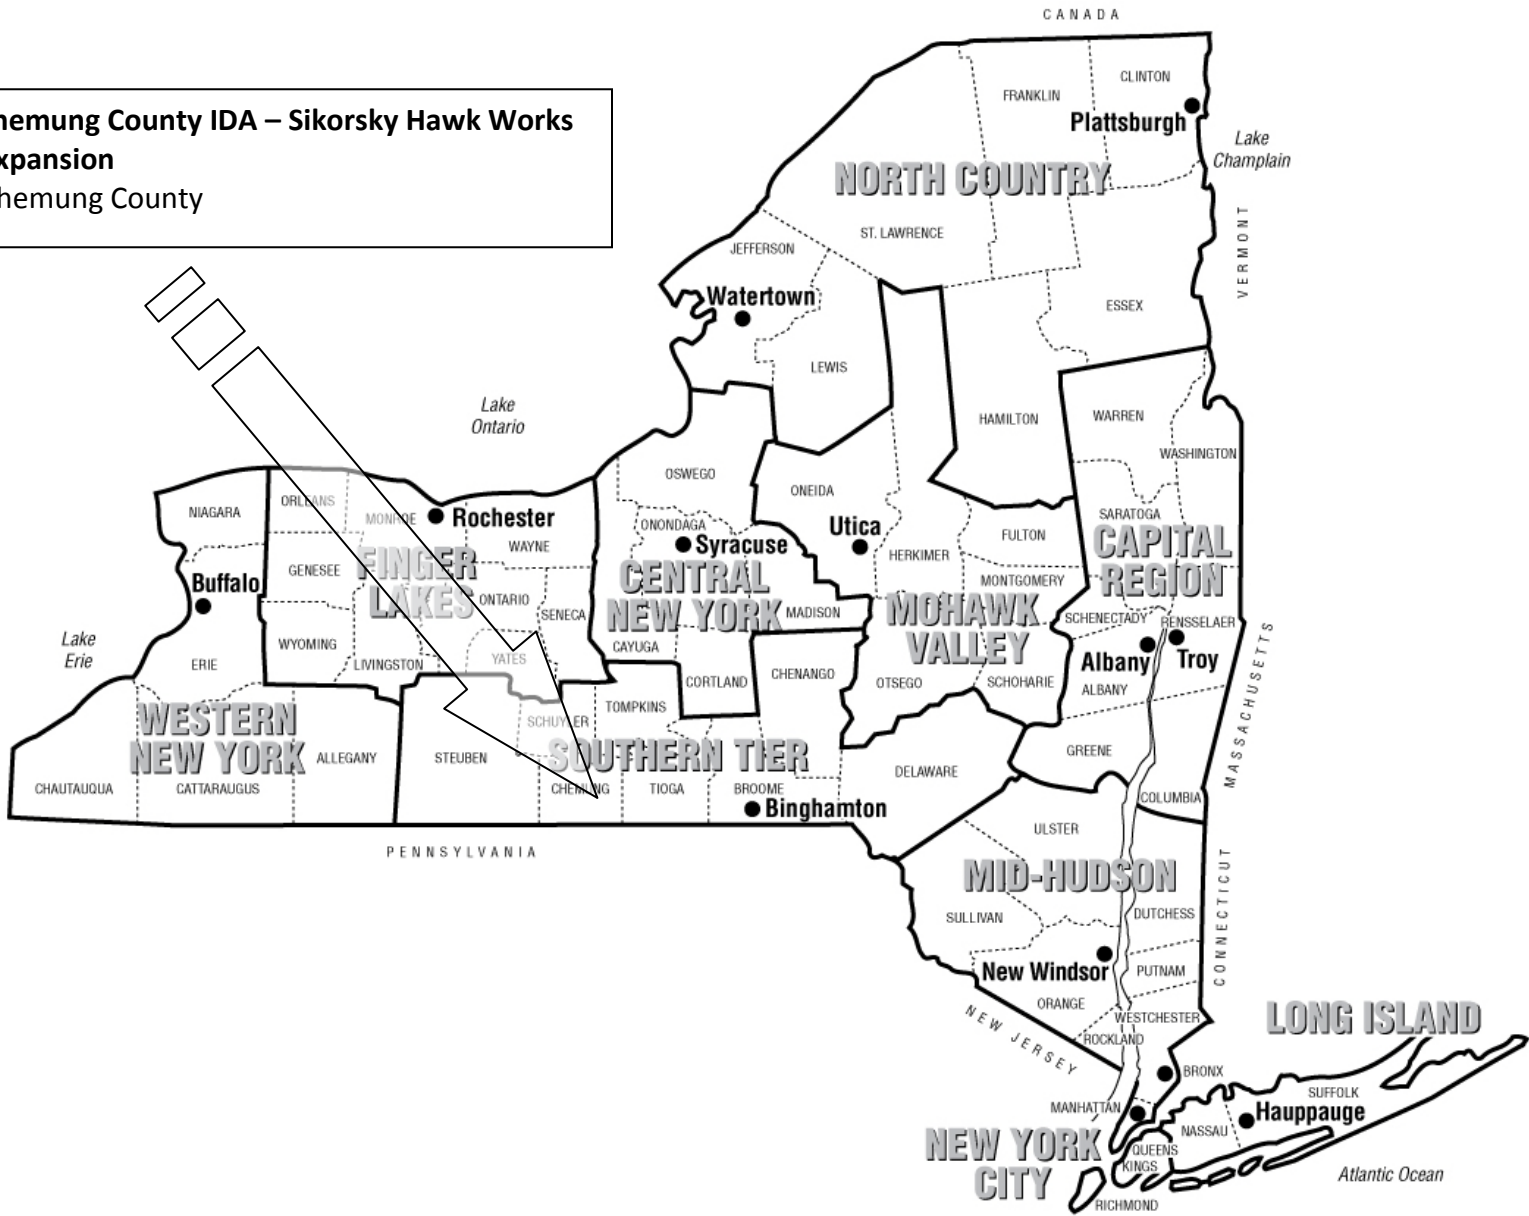 CANADA
CLINTON
FRANKLIN
Plattsburgh
Lake
Champlain
hemung County IDA – Sikorsky Hawk Works
xpansion
hemung County
NORTH COUNTRY
VERMONT
ST. LAWRENCE
JEFFERSON
Watertown
ESSEX
LEWIS
Lake
Ontario
HAMILTON
WARREN
WASHINGTON
OSWEGO
ONEIDA
NIAGARA
ORLEANS
MONROE
Rochester
ONONDAGA
Syracuse
Utica
SARATOGA
FULTON
WAYNE
HERKIMER
CAPITAL
REGION
GENESEE
FINGER
LAKES
CENTRAL
NEW YORK
Buffalo
ONTARIO
SENECA
MADISON
MONTGOMERY
MOHAWK
VALLEY
SCHENECTADY
RENSSELAER
Lake
Erie
WYOMING
LIVINGSTON
YATES
CAYUGA
ERIE
CHENANGO
CORTLAND
OTSEGO
SCHOHARIE
Albany
Troy
ALBANY
MASSACHUSETTS
WESTERN
NEW YORK
TOMPKINS
SCHUYLER
SOUTHERN TIER
ALLEGANY
STEUBEN
GREENE
DELAWARE
CHAUTAUQUA
CATTARAUGUS
CHEMUNG
TIOGA
BROOME
Binghamton
COLUMBIA
PENNSYLVANIA
ULSTER
MID-HUDSON
SULLIVAN
DUTCHESS
CONNECTICUT
New Windsor
PUTNAM
ORANGE
WESTCHESTER
NEW JERSEY
ROCKLAND
LONG ISLAND
BRONX
SUFFOLK
MANHATTAN
Hauppauge
NASSAU
NEW YORK
CITY
QUEENS
KINGS
RICHMOND
Atlantic Ocean